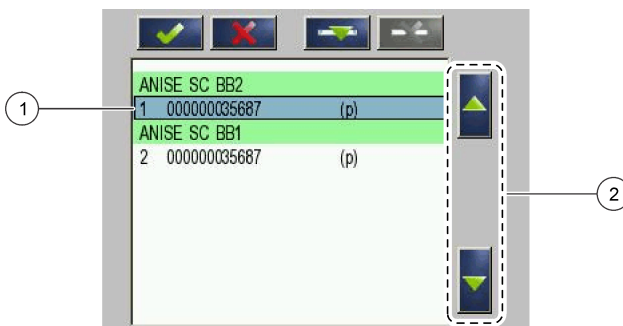 ANISE SC BB2
1 000000035687 (p)
ANISE SC BB1
2 000000035687 (p)
1
2